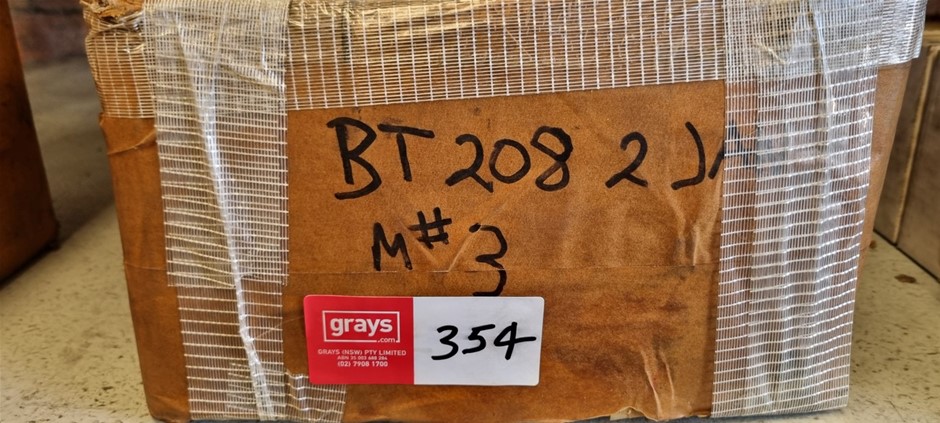 BT 208 2
M# 3
grays
.com
GRAYS (NSW) PTY LIMITED
(02) 7908 1700
354